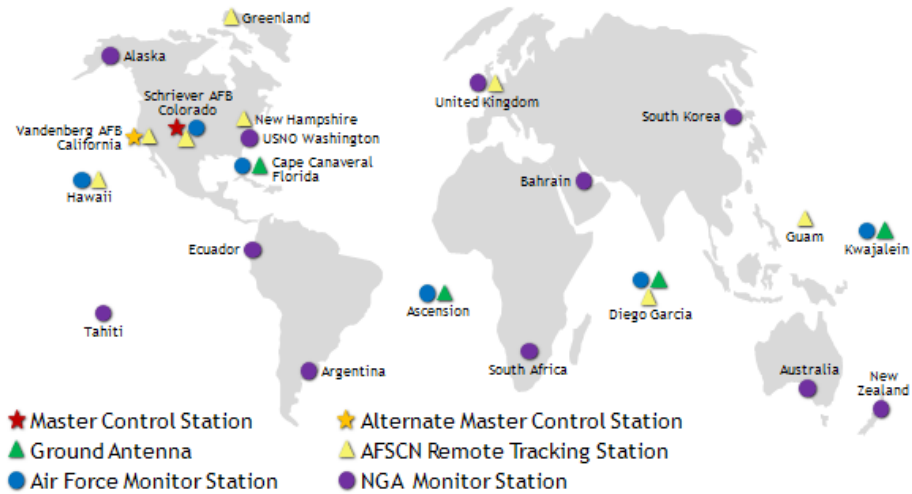 Greenland
Alaska
Schriever AFB
Colorado
United Kingdom
New Hampshire
South Korea
Vandenberg AFB
California
USNO Washington
Cape Canaveral
Florida
Bahrain
Hawaii
Guam
Kwajalein
Ecuador
Ascension
Diego Garcia
Tahiti
Argentina
South Africa
Australia
New
Zealand
Master Control Station
Alternate Master Control Station
Ground Antenna
AFSCN Remote Tracking Station
Air Force Monitor Station
NGA Monitor Station